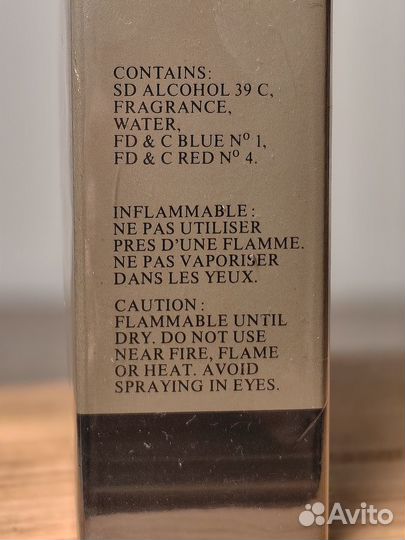 CONTAINS:
SD ALCOHOL 39 C,
FRAGRANCE,
WATER,
FD & C BLUE Nº 1,
FD & C RED Nº 4.
INFLAMMABLE:
NE PAS UTILISER
PRES D'UNE FLAMME.
NE PAS VAPORISER
DANS LES YEUX.
CAUTION:
FLAMMABLE UNTIL
DRY. DO NOT USE
NEAR FIRE, FLAME
OR HEAT. AVOID
SPRAYING IN EYES.
Avito